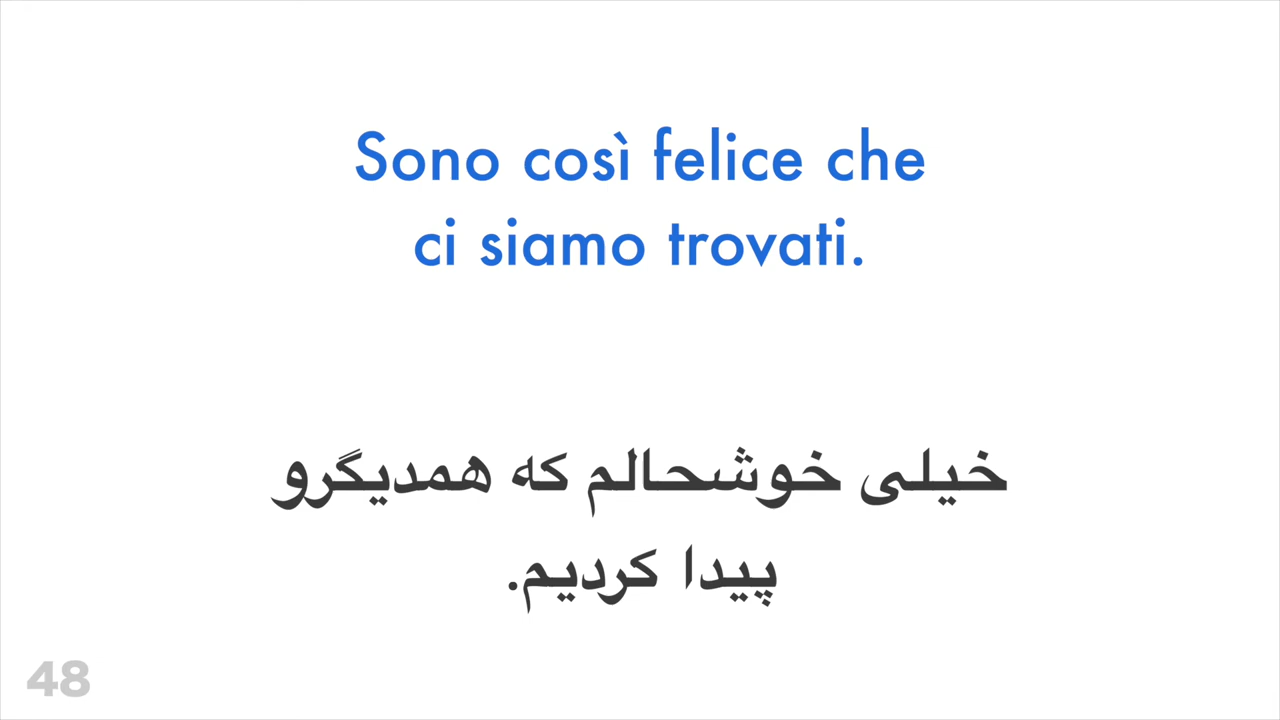 Sono così felice che
ci siamo trovati.
خیلی خوشحالم که همدیگرو
پیدا کردیم.
48